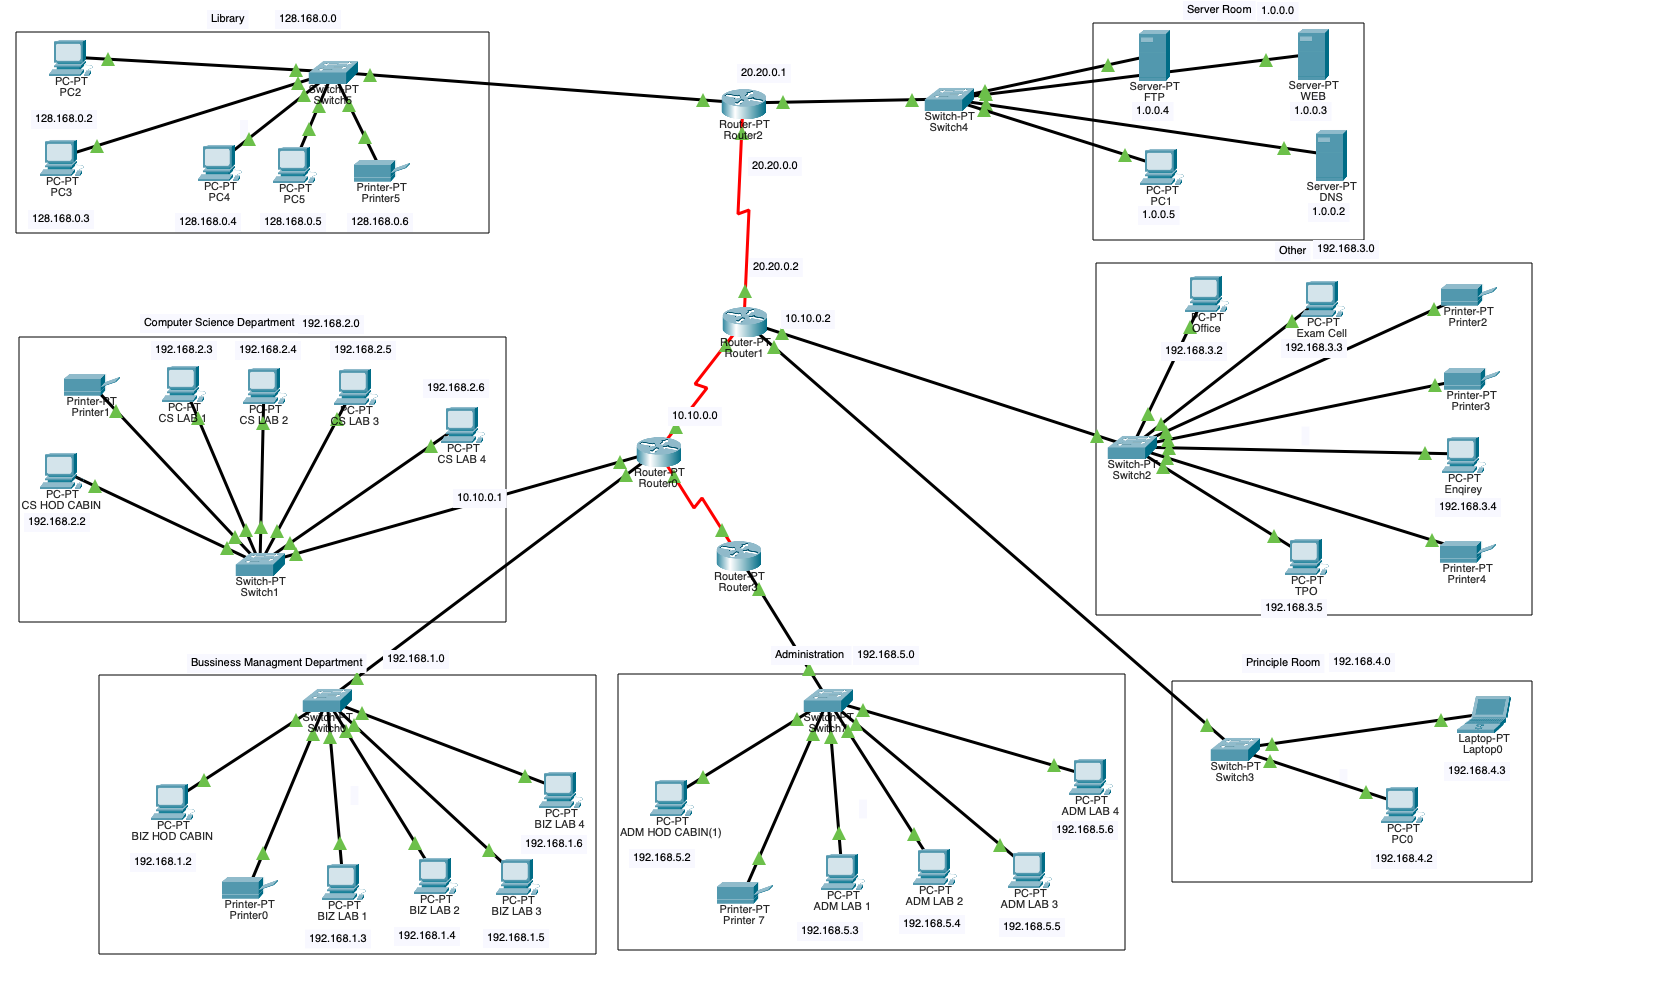 Library 128.168.0.0
PC-PT
PC2
128.168.0.2
PC-PT
PC3
128.168.0.3
Switch-PT
Switch5
PC-PT
PC4
128.168.0.4
PC-PT
PC5
128.168.0.5
Printer-PT
Printer5
128.168.0.6
20.20.0.1
Router-PT
Router2
20.20.0.0
20.20.0.2
Switch-PT
Switch4
Server Room 1.0.0.0
Server-PT
FTP
1.0.0.4
Server-PT
WEB
1.0.0.3
PC-PT
PC1
1.0.0.5
Server-PT
DNS
1.0.0.2
Other 192.168.3.0
PC-PT
Office
192.168.3.2
PC-PT
Exam Cell
192.168.3.3
Printer-PT
Printer2
Printer-PT
Printer3
Switch-PT
Switch2
PC-PT
Enqirey
192.168.3.4
PC-PT
TPO
192.168.3.5
Printer-PT
Printer4
10.10.0.2
Router-PT
Router1
10.10.0.0
Router-PT
Router0
10.10.0.1
Router-PT
Router3
Computer Science Department 192.168.2.0
192.168.2.3
192.168.2.4
192.168.2.5
192.168.2.6
Printer-PT
Printer1
PC-PT
CS LAB 1
PC-PT
CS LAB 2
PC-PT
CS LAB 3
PC-PT
CS LAB 4
PC-PT
CS HOD CABIN
192.168.2.2
Switch-PT
Switch1
Bussiness Managment Department 192.168.1.0
Switch-PT
PC-PT
BIZ HOD CABIN
192.168.1.2
Printer-PT
Printer0
PC-PT
BIZ LAB 1
192.168.1.3
PC-PT
BIZ LAB 2
192.168.1.4
PC-PT
BIZ LAB 3
192.168.1.5
PC-PT
BIZ LAB 4
192.168.1.6
Administration 192.168.5.0
Switch-PT
PC-PT
ADM HOD CABIN(1)
192.168.5.2
Printer-PT
Printer 7
PC-PT
ADM LAB 1
192.168.5.3
PC-PT
ADM LAB 2
192.168.5.4
PC-PT
ADM LAB 3
192.168.5.5
PC-PT
ADM LAB 4
192.168.5.6
Principle Room 192.168.4.0
Switch-PT
Switch3
Laptop-PT
Laptop0
192.168.4.3
PC-PT
PC0
192.168.4.2